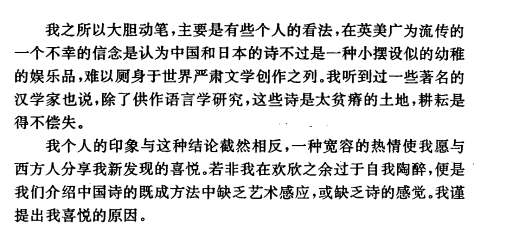 我之所以大胆动笔，主要是有些个人的看法，在英美广为流传的
一个不幸的信念是认为中国和日本的诗不过是一种小摆设似的幼稚
的娱乐品，难以厕身于世界严肃文学创作之列。我听到过一些著名的
汉学家也说，除了供作语言学研究，这些诗是太贫瘠的土地，耕耘是
得不偿失。
我个人的印象与这种结论截然相反，一种宽容的热情使我愿与
西方人分享我新发现的喜悦。若非我在欢欣之余过于自我陶醉，便是
我们介绍中国诗的既成方法中缺乏艺术感应，或缺乏诗的感觉。我谨
提出我喜悦的原因。